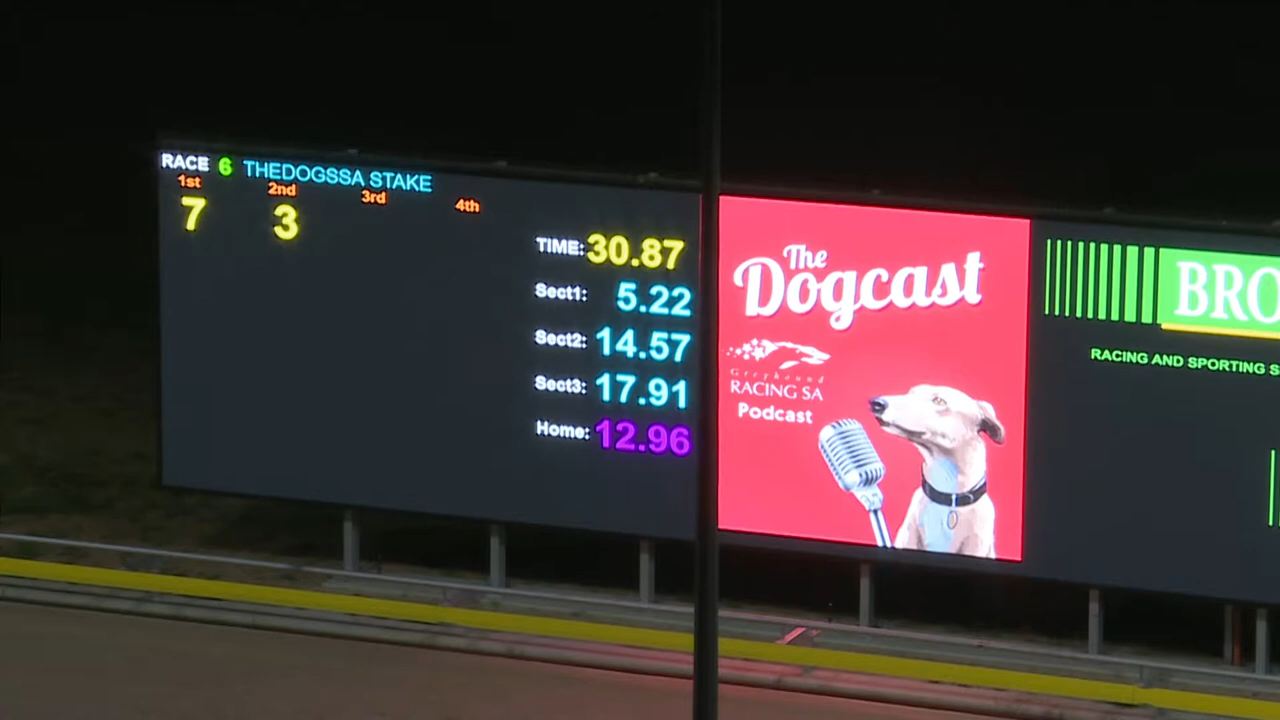 RACE 6 THEDOGSSA STAKE
1st 2nd 3rd 4th
7 3
TIME: 30.87
Sect1: 5.22
Sect2: 14.57
Sect3: 17.91
Home: 12.96
The
Dogcast
Greyhound
RACING SA
Podcast
BRO
RACING AND SPORTING S